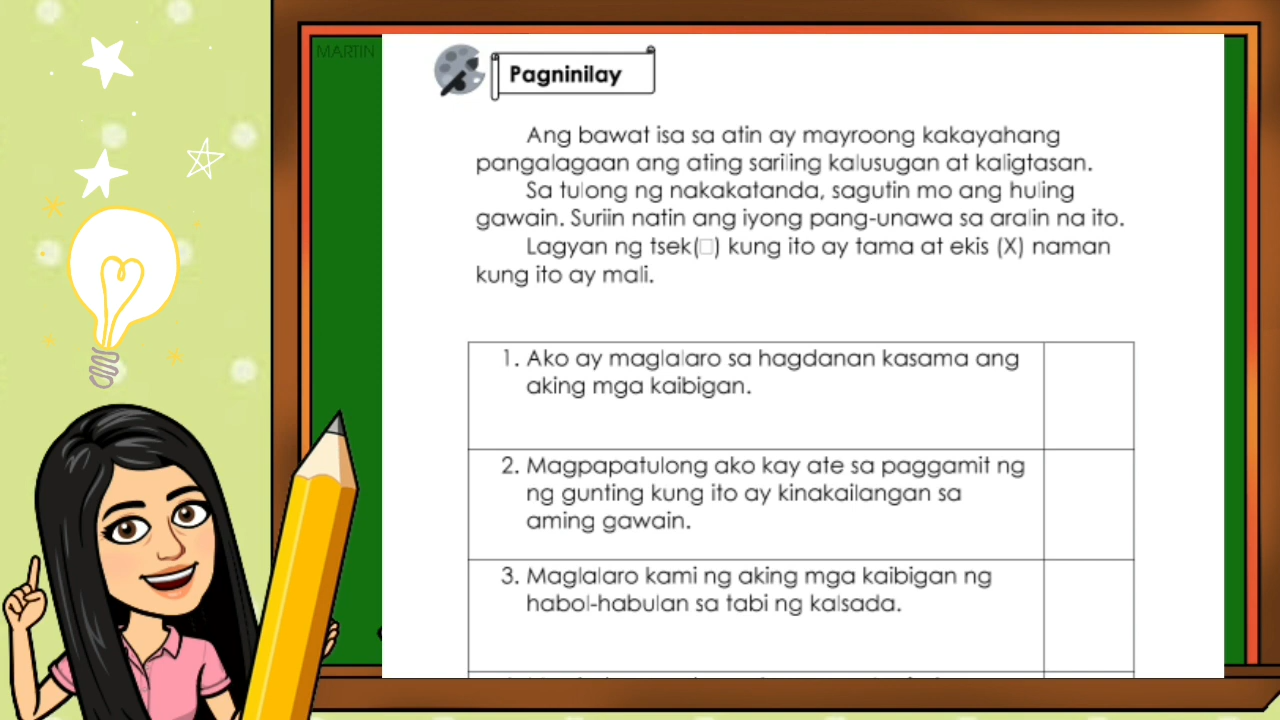 MARTIN
Pagninilay
Ang bawat isa sa atin ay mayroong kakayahang
pangalagaan ang ating sariling kalusugan at kaligtasan.
Sa tulong ng nakakatanda, sagutin mo ang huling
gawain. Suriin natin ang iyong pang-unawa sa aralin na ito.
Lagyan ng tsek(□) kung ito ay tama at ekis (X) naman
kung ito ay mali.
1. Ako ay maglalaro sa hagdanan kasama ang
aking mga kaibigan.
2. Magpapatulong ako kay ate sa paggamit ng
ng gunting kung ito ay kinakailangan sa
aming gawain.
3. Maglalaro kami ng aking mga kaibigan ng
habol-habulan sa tabi ng kalsada.